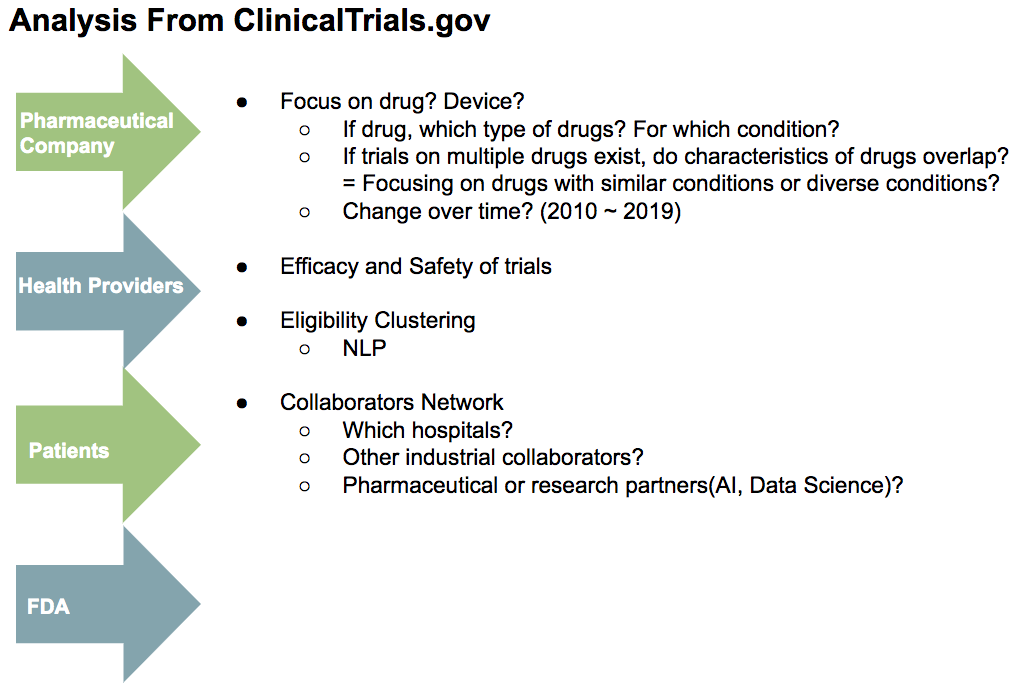 Analysis From ClinicalTrials.gov
Pharmaceutical
Company
Health Providers
Patients
FDA
● Focus on drug? Device?
○ If drug, which type of drugs? For which condition?
○ If trials on multiple drugs exist, do characteristics of drugs overlap?
= Focusing on drugs with similar conditions or diverse conditions?
○ Change over time? (2010 ~ 2019)
● Efficacy and Safety of trials
● Eligibility Clustering
○ NLP
● Collaborators Network
○ Which hospitals?
○ Other industrial collaborators?
○ Pharmaceutical or research partners(AI, Data Science)?